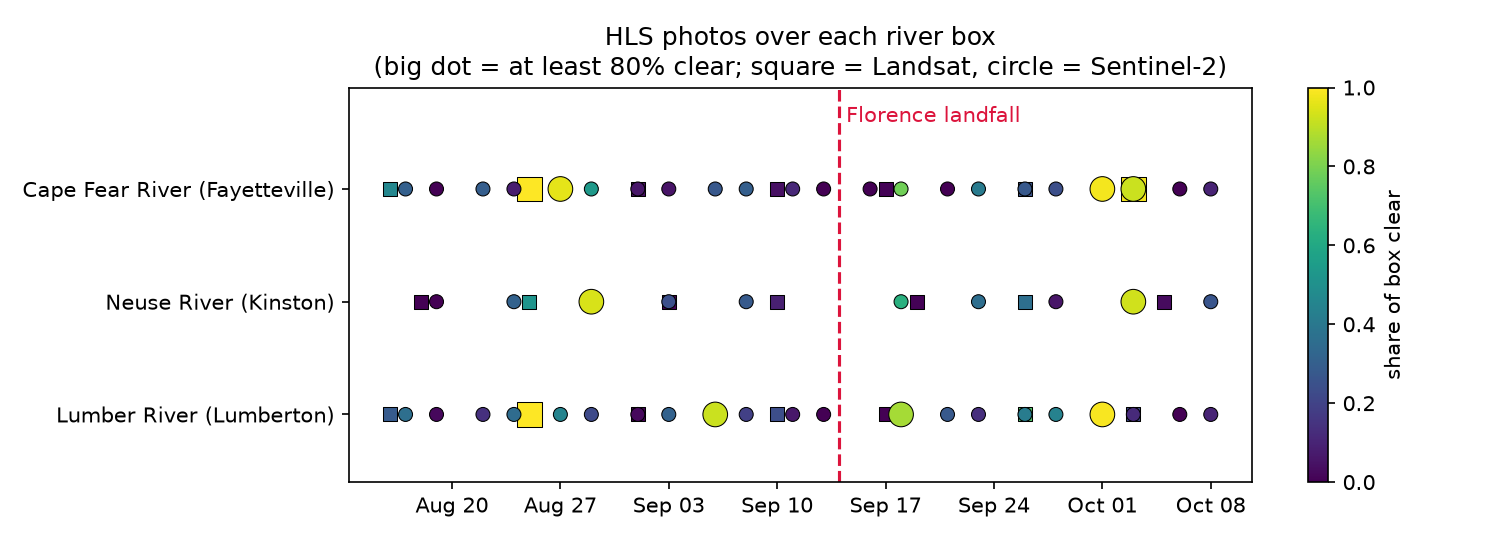 HLS photos over each river box
(big dot = at least 80% clear; square = Landsat, circle = Sentinel-2)
Florence landfall
Cape Fear River (Fayetteville)
Neuse River (Kinston)
Lumber River (Lumberton)
Aug 20
Aug 27
Sep 03
Sep 10
Sep 17
Sep 24
Oct 01
Oct 08
1.0
0.8
0.6
0.4
0.2
0.0
share of box clear